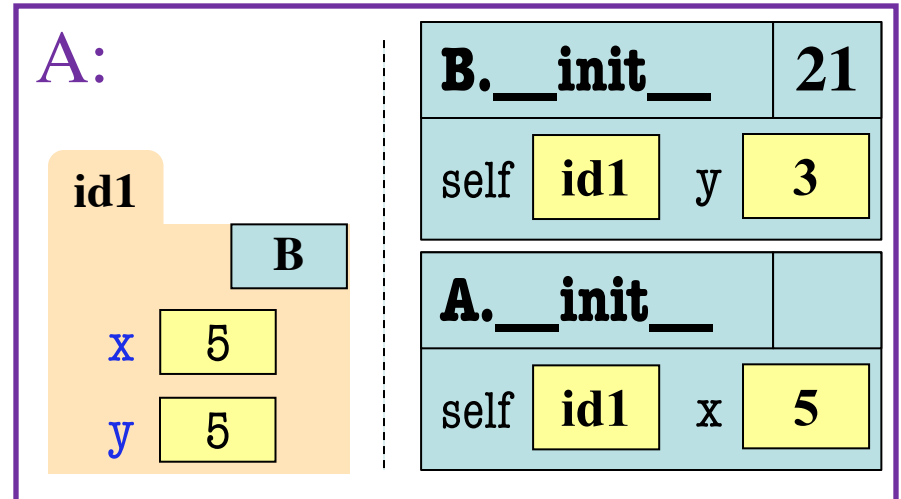 A:
id1
B
x 5
y 5
B.__init__ 21
self id1 y 3
A.__init__
self id1 x 5